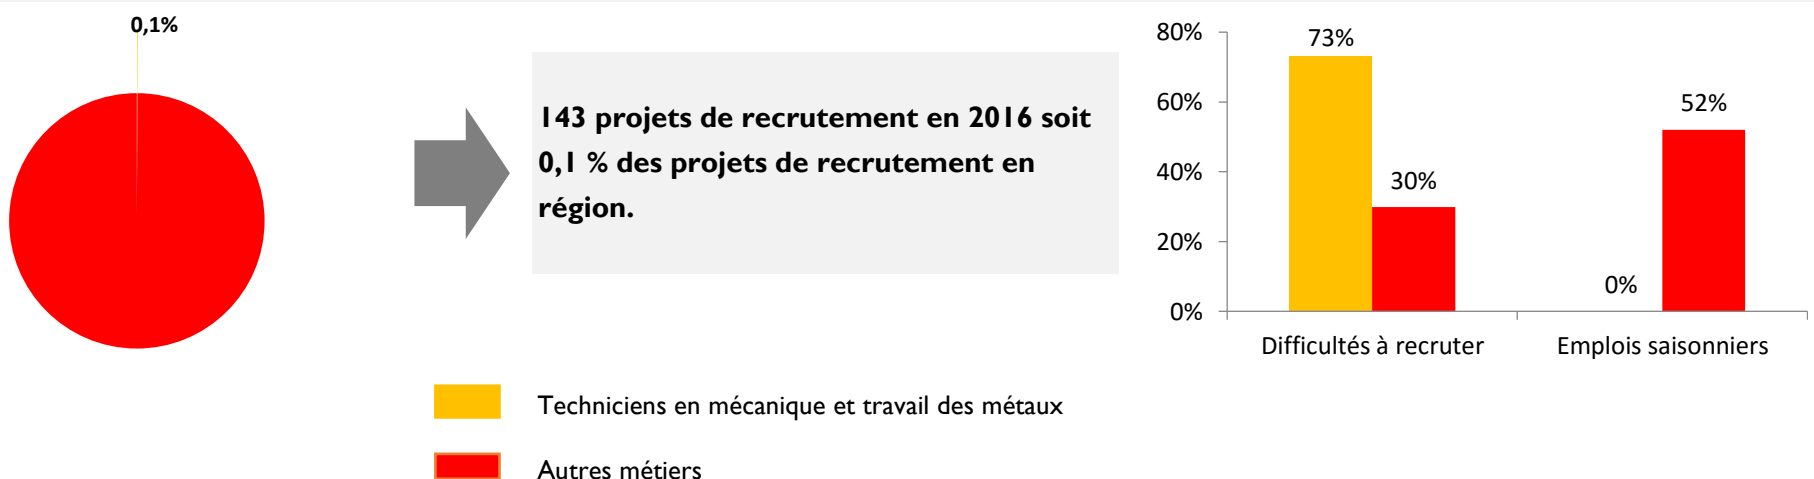 0,1%
143 projets de recrutement en 2016 soit
0,1 % des projets de recrutement en
région.
80%
60%
40%
20%
0%
73%
30%
0%
52%
Difficultés à recruter
Emplois saisonniers
Techniciens en mécanique et travail des métaux
Autres métiers